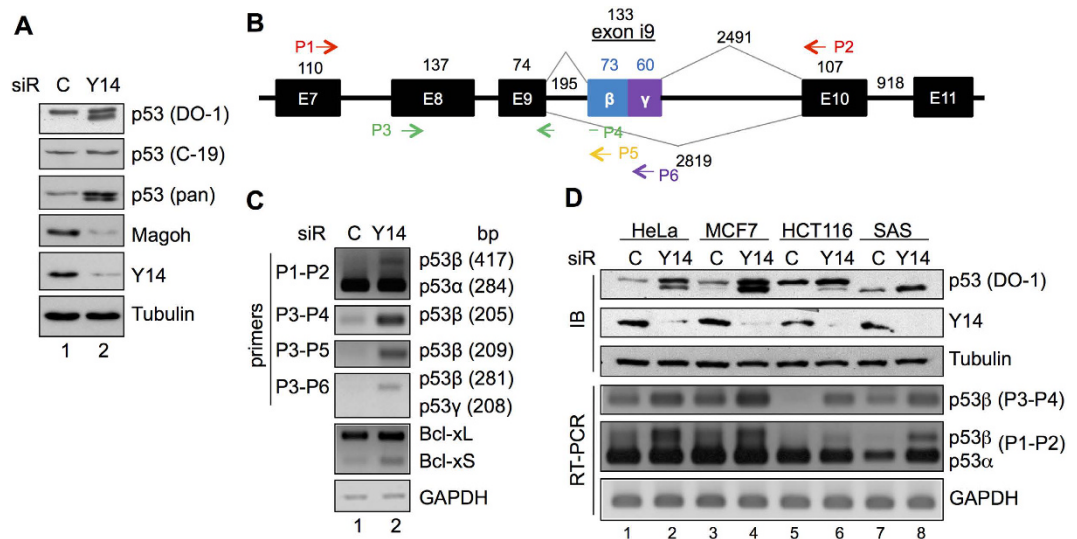 A
siR C Y14
p53 (DO-1)
p53 (C-19)
p53 (pan)
Magoh
Y14
Tubulin
1 2
B
133
exon i9
P1 P2
110 137 74 195 73 60 2491 107 918
E7 E8 E9 β γ E10 E11
P3 P4
P5 2819
P6
C
siR C Y14 bp
primers
P1-P2 p53β (417)
p53α (284)
P3-P4 p53β (205)
P3-P5 p53β (209)
P3-P6 p53β (281)
p53γ (208)
Bcl-xL
Bcl-xS
GAPDH
1 2
D
HeLa MCF7 HCT116 SAS
siR C Y14 C Y14 C Y14 C Y14
IB
p53 (DO-1)
Y14
Tubulin
RT-PCR
p53β (P3-P4)
p53β (P1-P2)
p53α
GAPDH
1 2 3 4 5 6 7 8